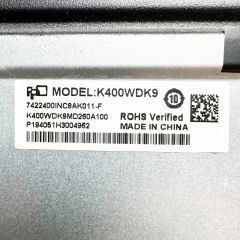 MODEL:K400WDK9
10
7422400INC8AK011-F
K400WDK9MD260A100
P194051H3004962
ROHS Verified
MADE IN CHINA